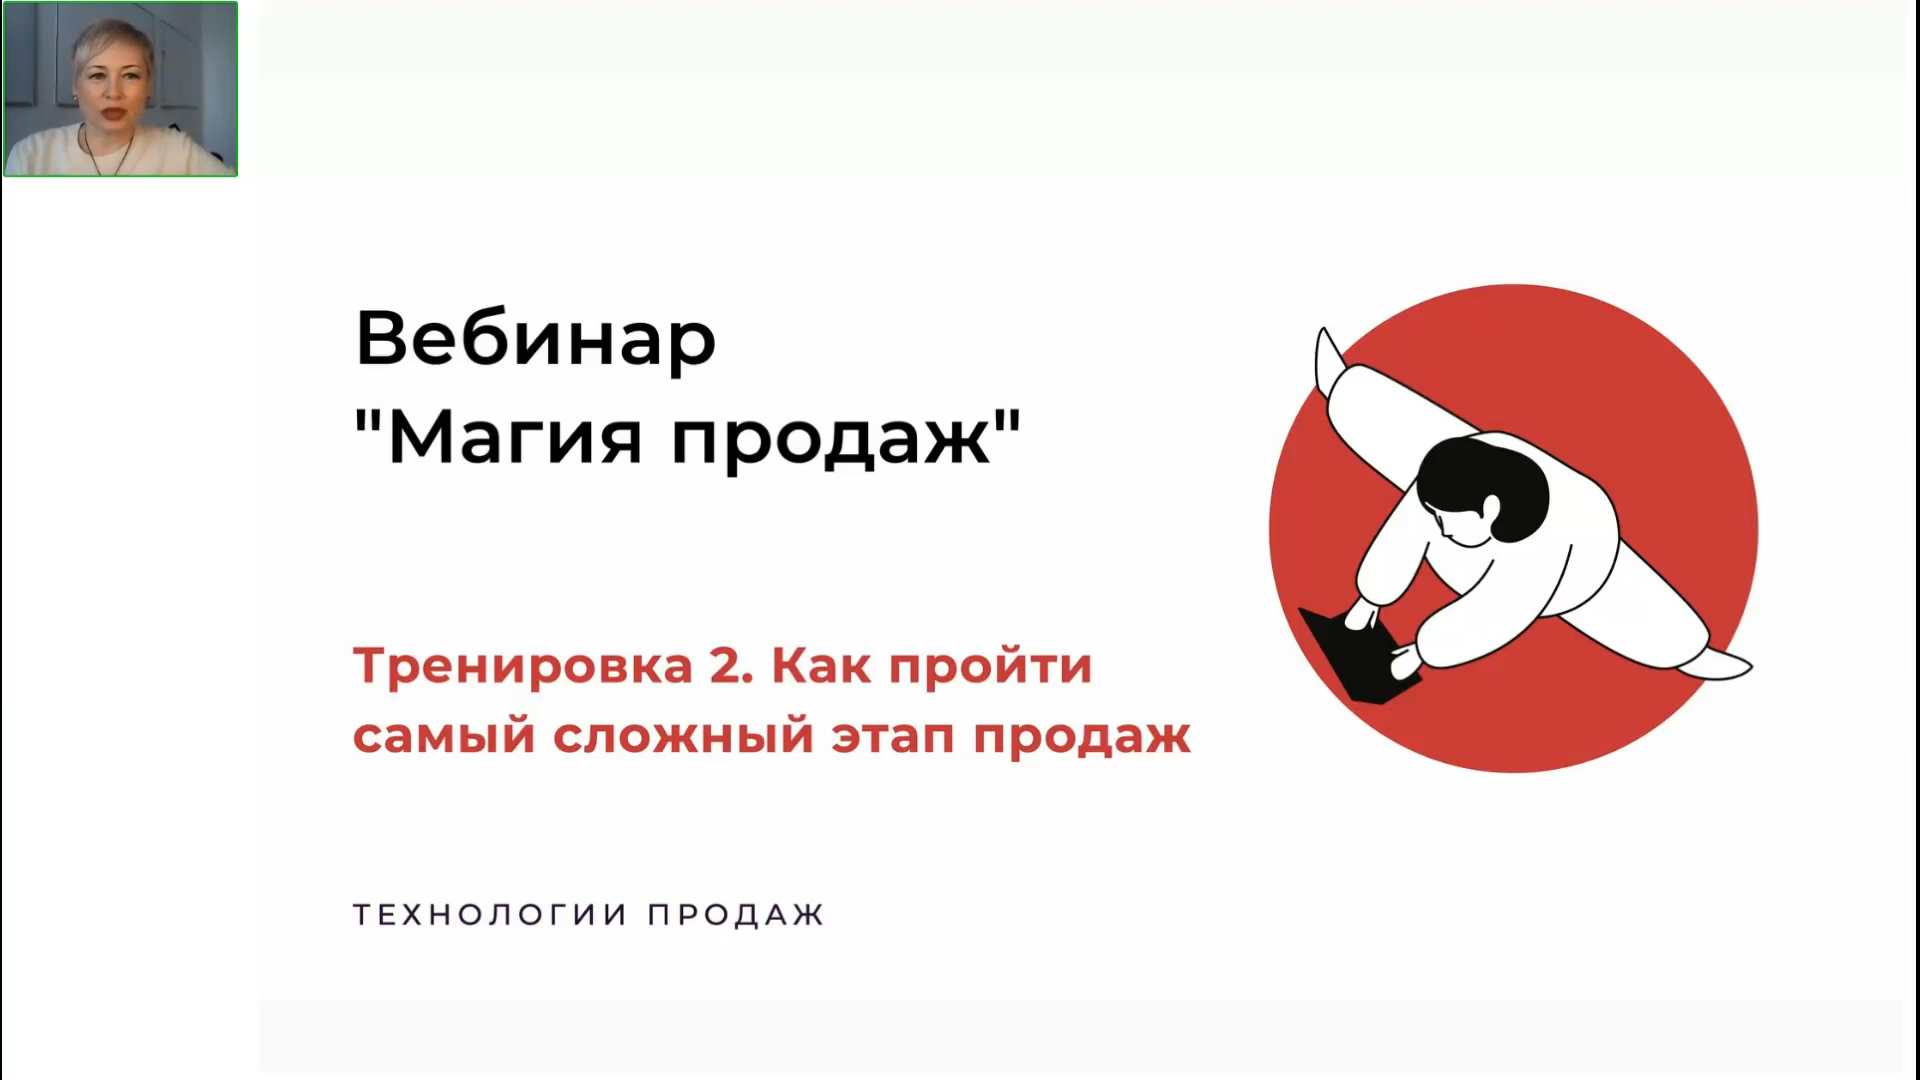 Вебинар
"Магия продаж"
Тренировка 2. Как пройти
самый сложный этап продаж
ТЕХНОЛОГИИ ПРОДАЖ